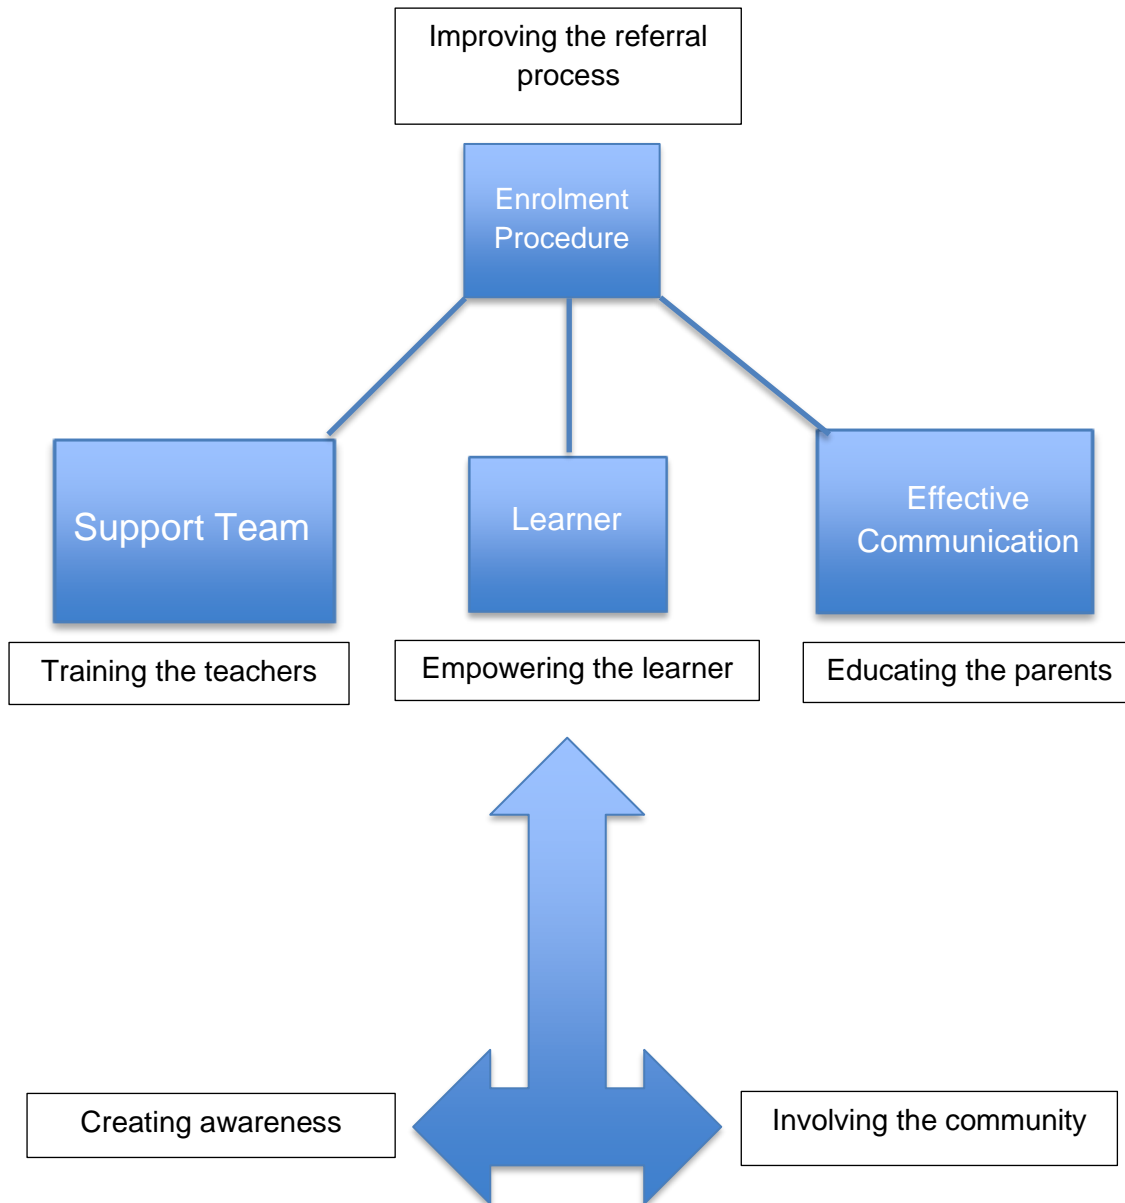 Improving the referral
process
Enrolment
Procedure
Support Team
Learner
Effective
Communication
Training the teachers
Empowering the learner
Educating the parents
Creating awareness
Involving the community